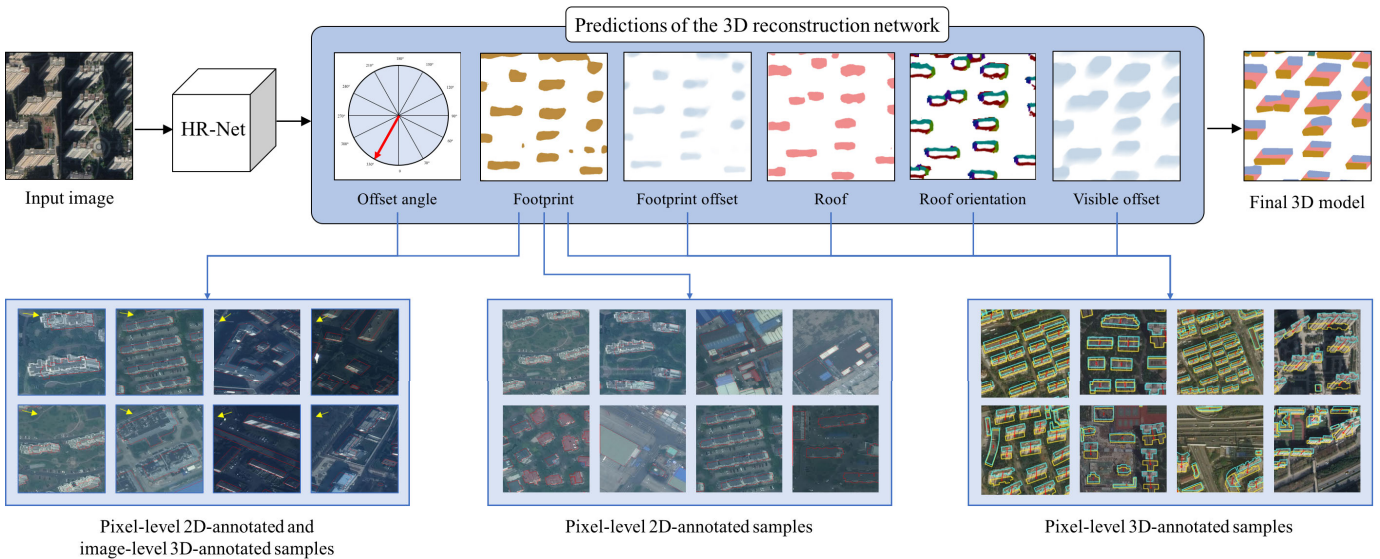 Predictions of the 3D reconstruction network
HR-Net
Input image
Offset angle
Footprint
Footprint offset
Roof
Roof orientation
Visible offset
Final 3D model
Pixel-level 2D-annotated and
image-level 3D-annotated samples
Pixel-level 2D-annotated samples
Pixel-level 3D-annotated samples